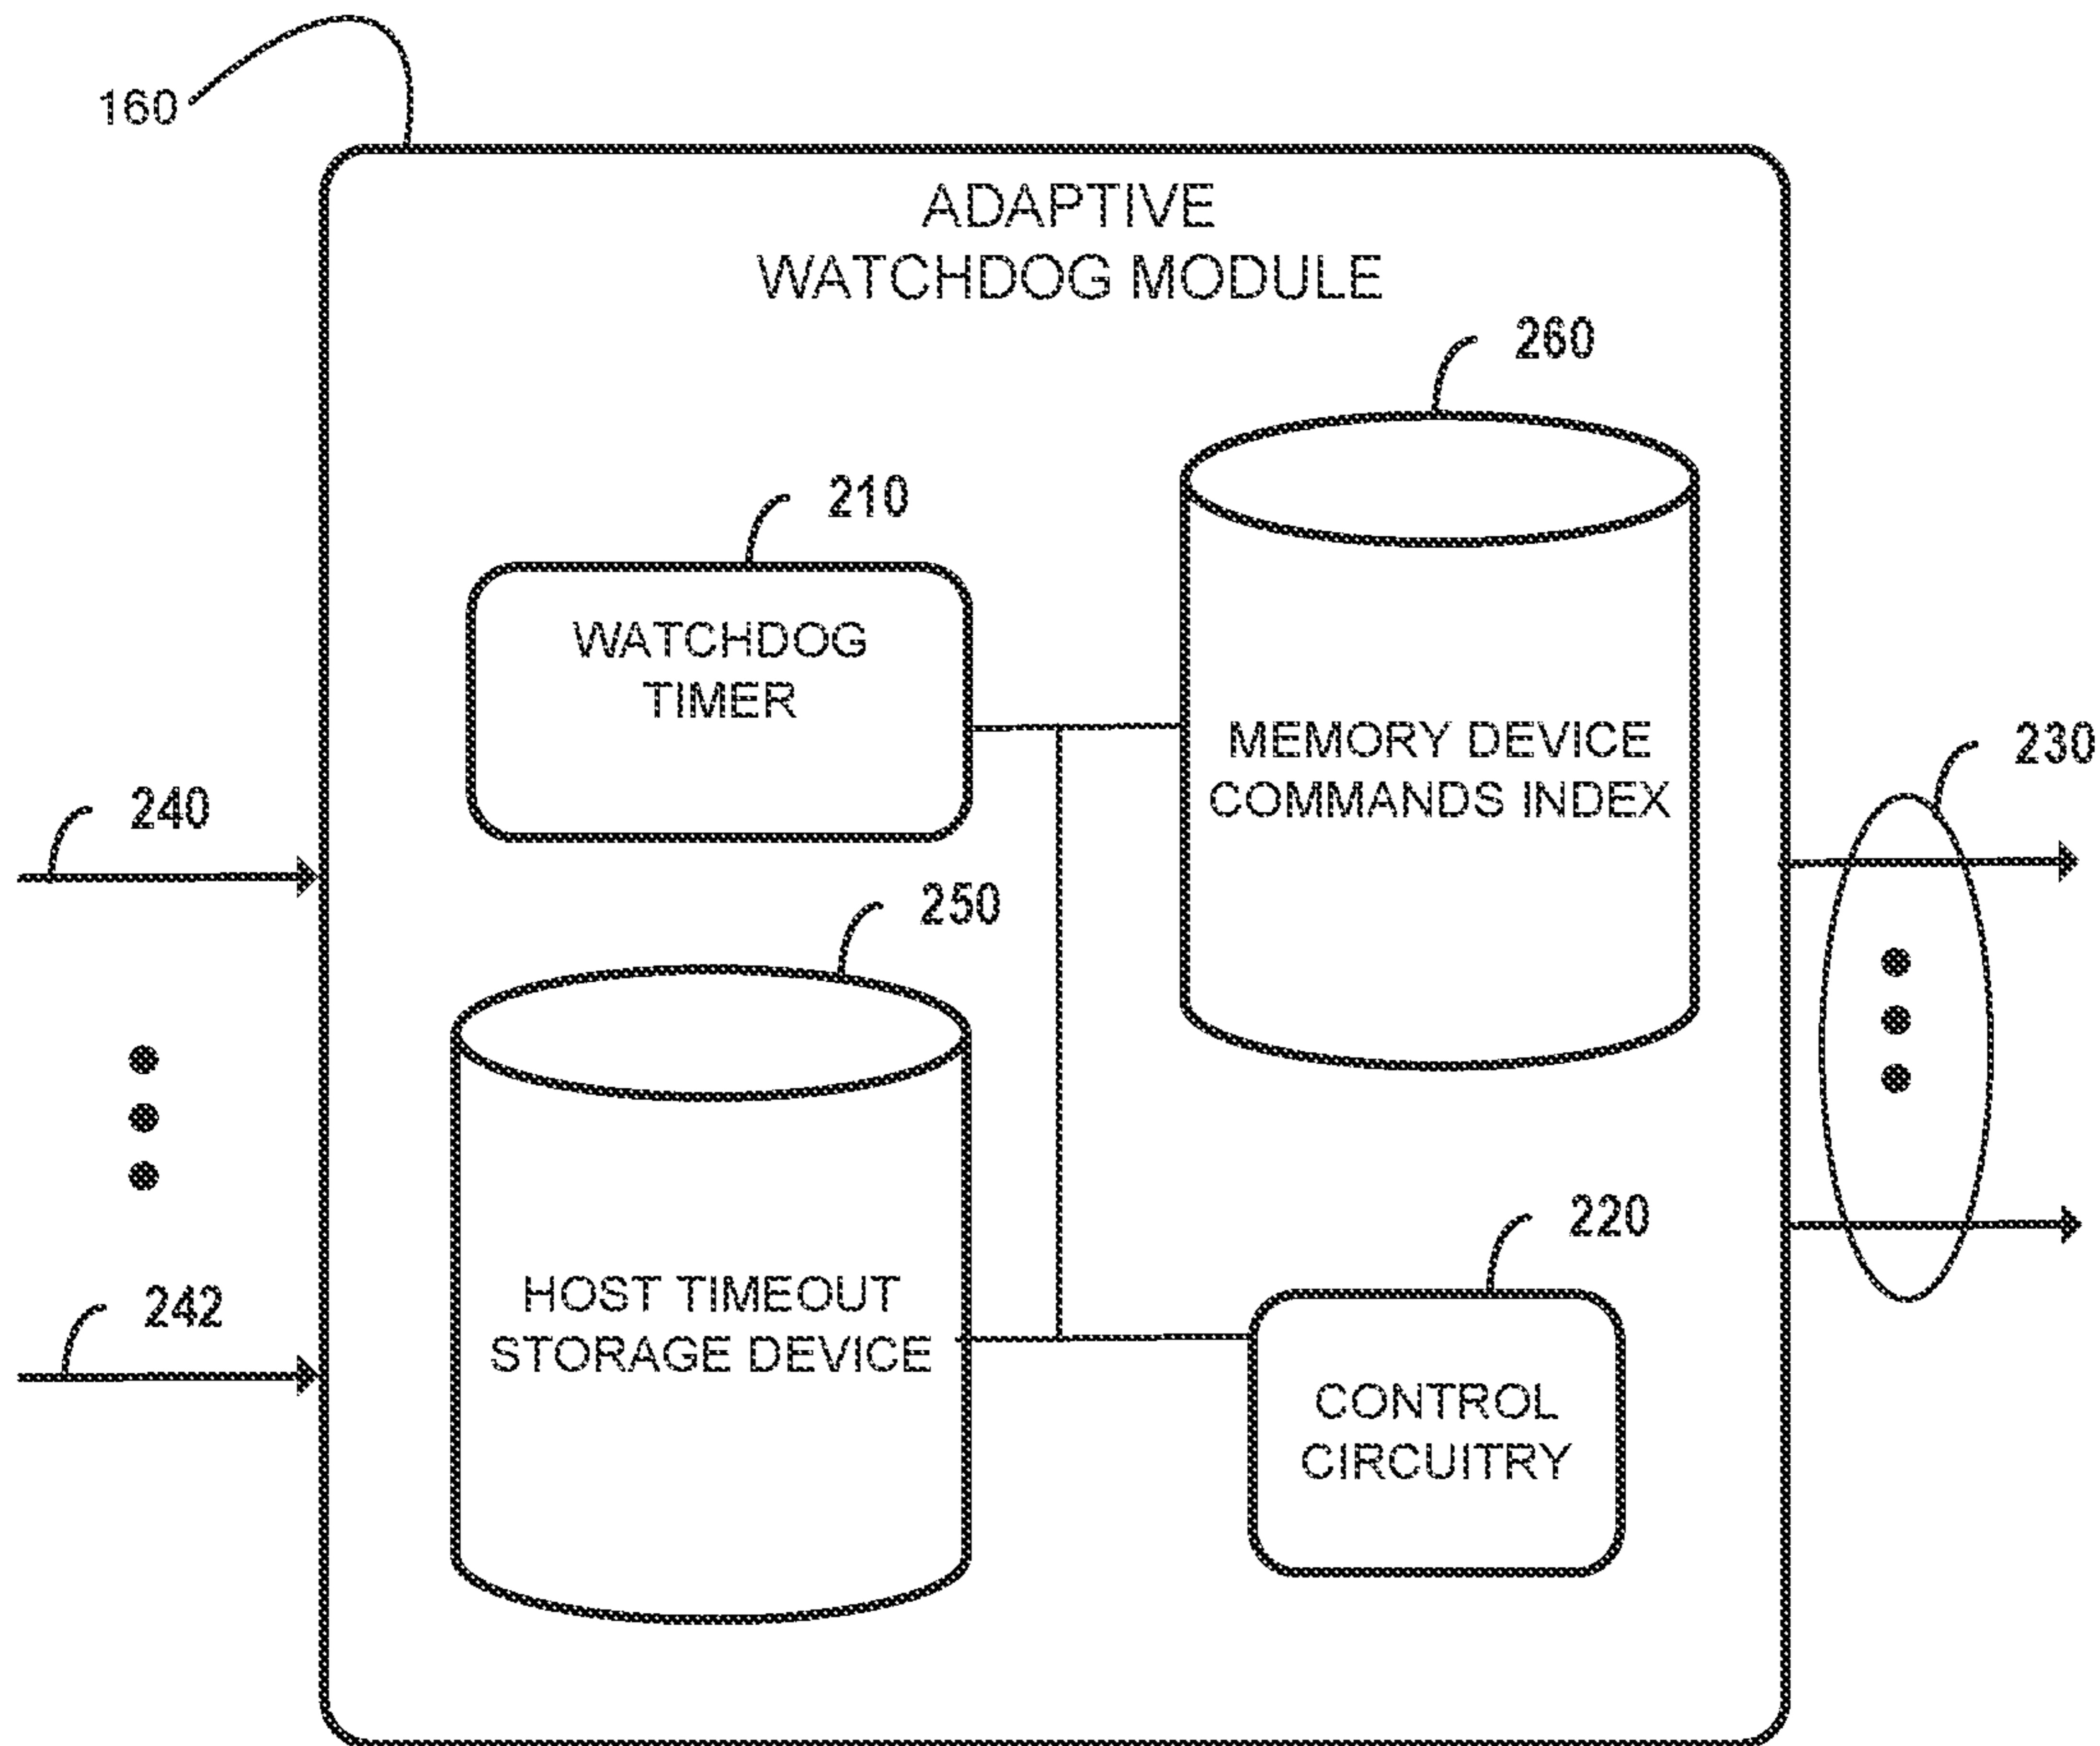 160
ADAPTIVE
WATCHDOG MODULE
260
210
WATCHDOG
TIMER
MEMORY DEVICE
COMMANDS INDEX
230
240
250
220
242
HOST TIMEOUT
STORAGE DEVICE
CONTROL
CIRCUITRY